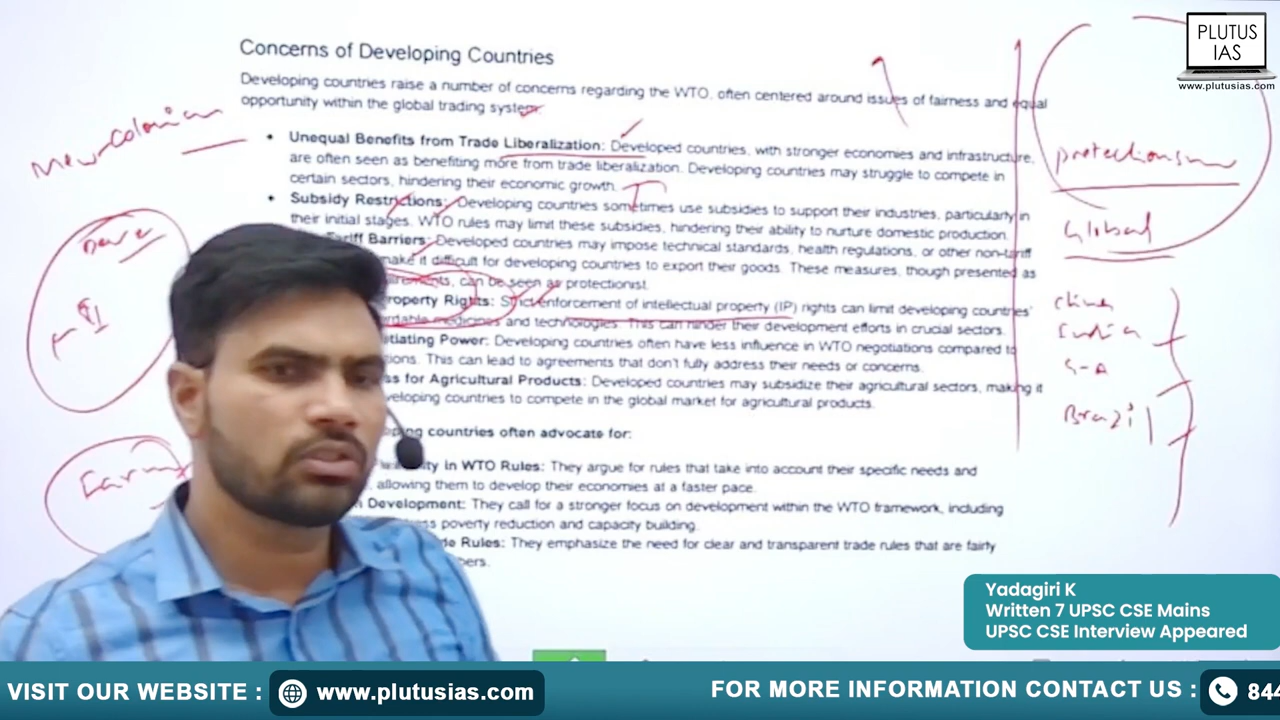 PLUTUS
IAS
www.plutusias.com
Concerns of Developing Countries
Developing countries raise a number of concerns regarding the WTO, often centered around issues of fairness and equal
opportunity within the global trading system.
• Unequal Benefits from Trade Liberalization: Developed countries, with stronger economies and infrastructure,
are often seen as benefiting more from trade liberalization. Developing countries may struggle to compete in
certain sectors, hindering their economic growth.
• Subsidy Restrictions: Developing countries sometimes use subsidies to support their industries, particularly in
their initial stages. WTO rules may limit these subsidies, hindering their ability to nurture domestic production.
Tariff Barriers: Developed countries may impose technical standards, health regulations, or other non-tariff
make it difficult for developing countries to export their goods. These measures, though presented as
can be seen as protectionist.
roperty Rights: Strict enforcement of intellectual property (IP) rights can limit developing countries'
rdable medicines and technologies. This can hinder their development efforts in crucial sectors.
tiating Power: Developing countries often have less influence in WTO negotiations compared to
ions. This can lead to agreements that don't fully address their needs or concerns.
ss for Agricultural Products: Developed countries may subsidize their agricultural sectors, making it
veloping countries to compete in the global market for agricultural products.
ping countries often advocate for:
ity in WTO Rules: They argue for rules that take into account their specific needs and
, allowing them to develop their economies at a faster pace.
Development: They call for a stronger focus on development within the WTO framework, including
ess poverty reduction and capacity building.
de Rules: They emphasize the need for clear and transparent trade rules that are fairly
bers.
protectionism
Global
China
India
S-A
Brazil
Yadagiri K
Written 7 UPSC CSE Mains
UPSC CSE Interview Appeared
VISIT OUR WEBSITE : www.plutusias.com
FOR MORE INFORMATION CONTACT US : 844